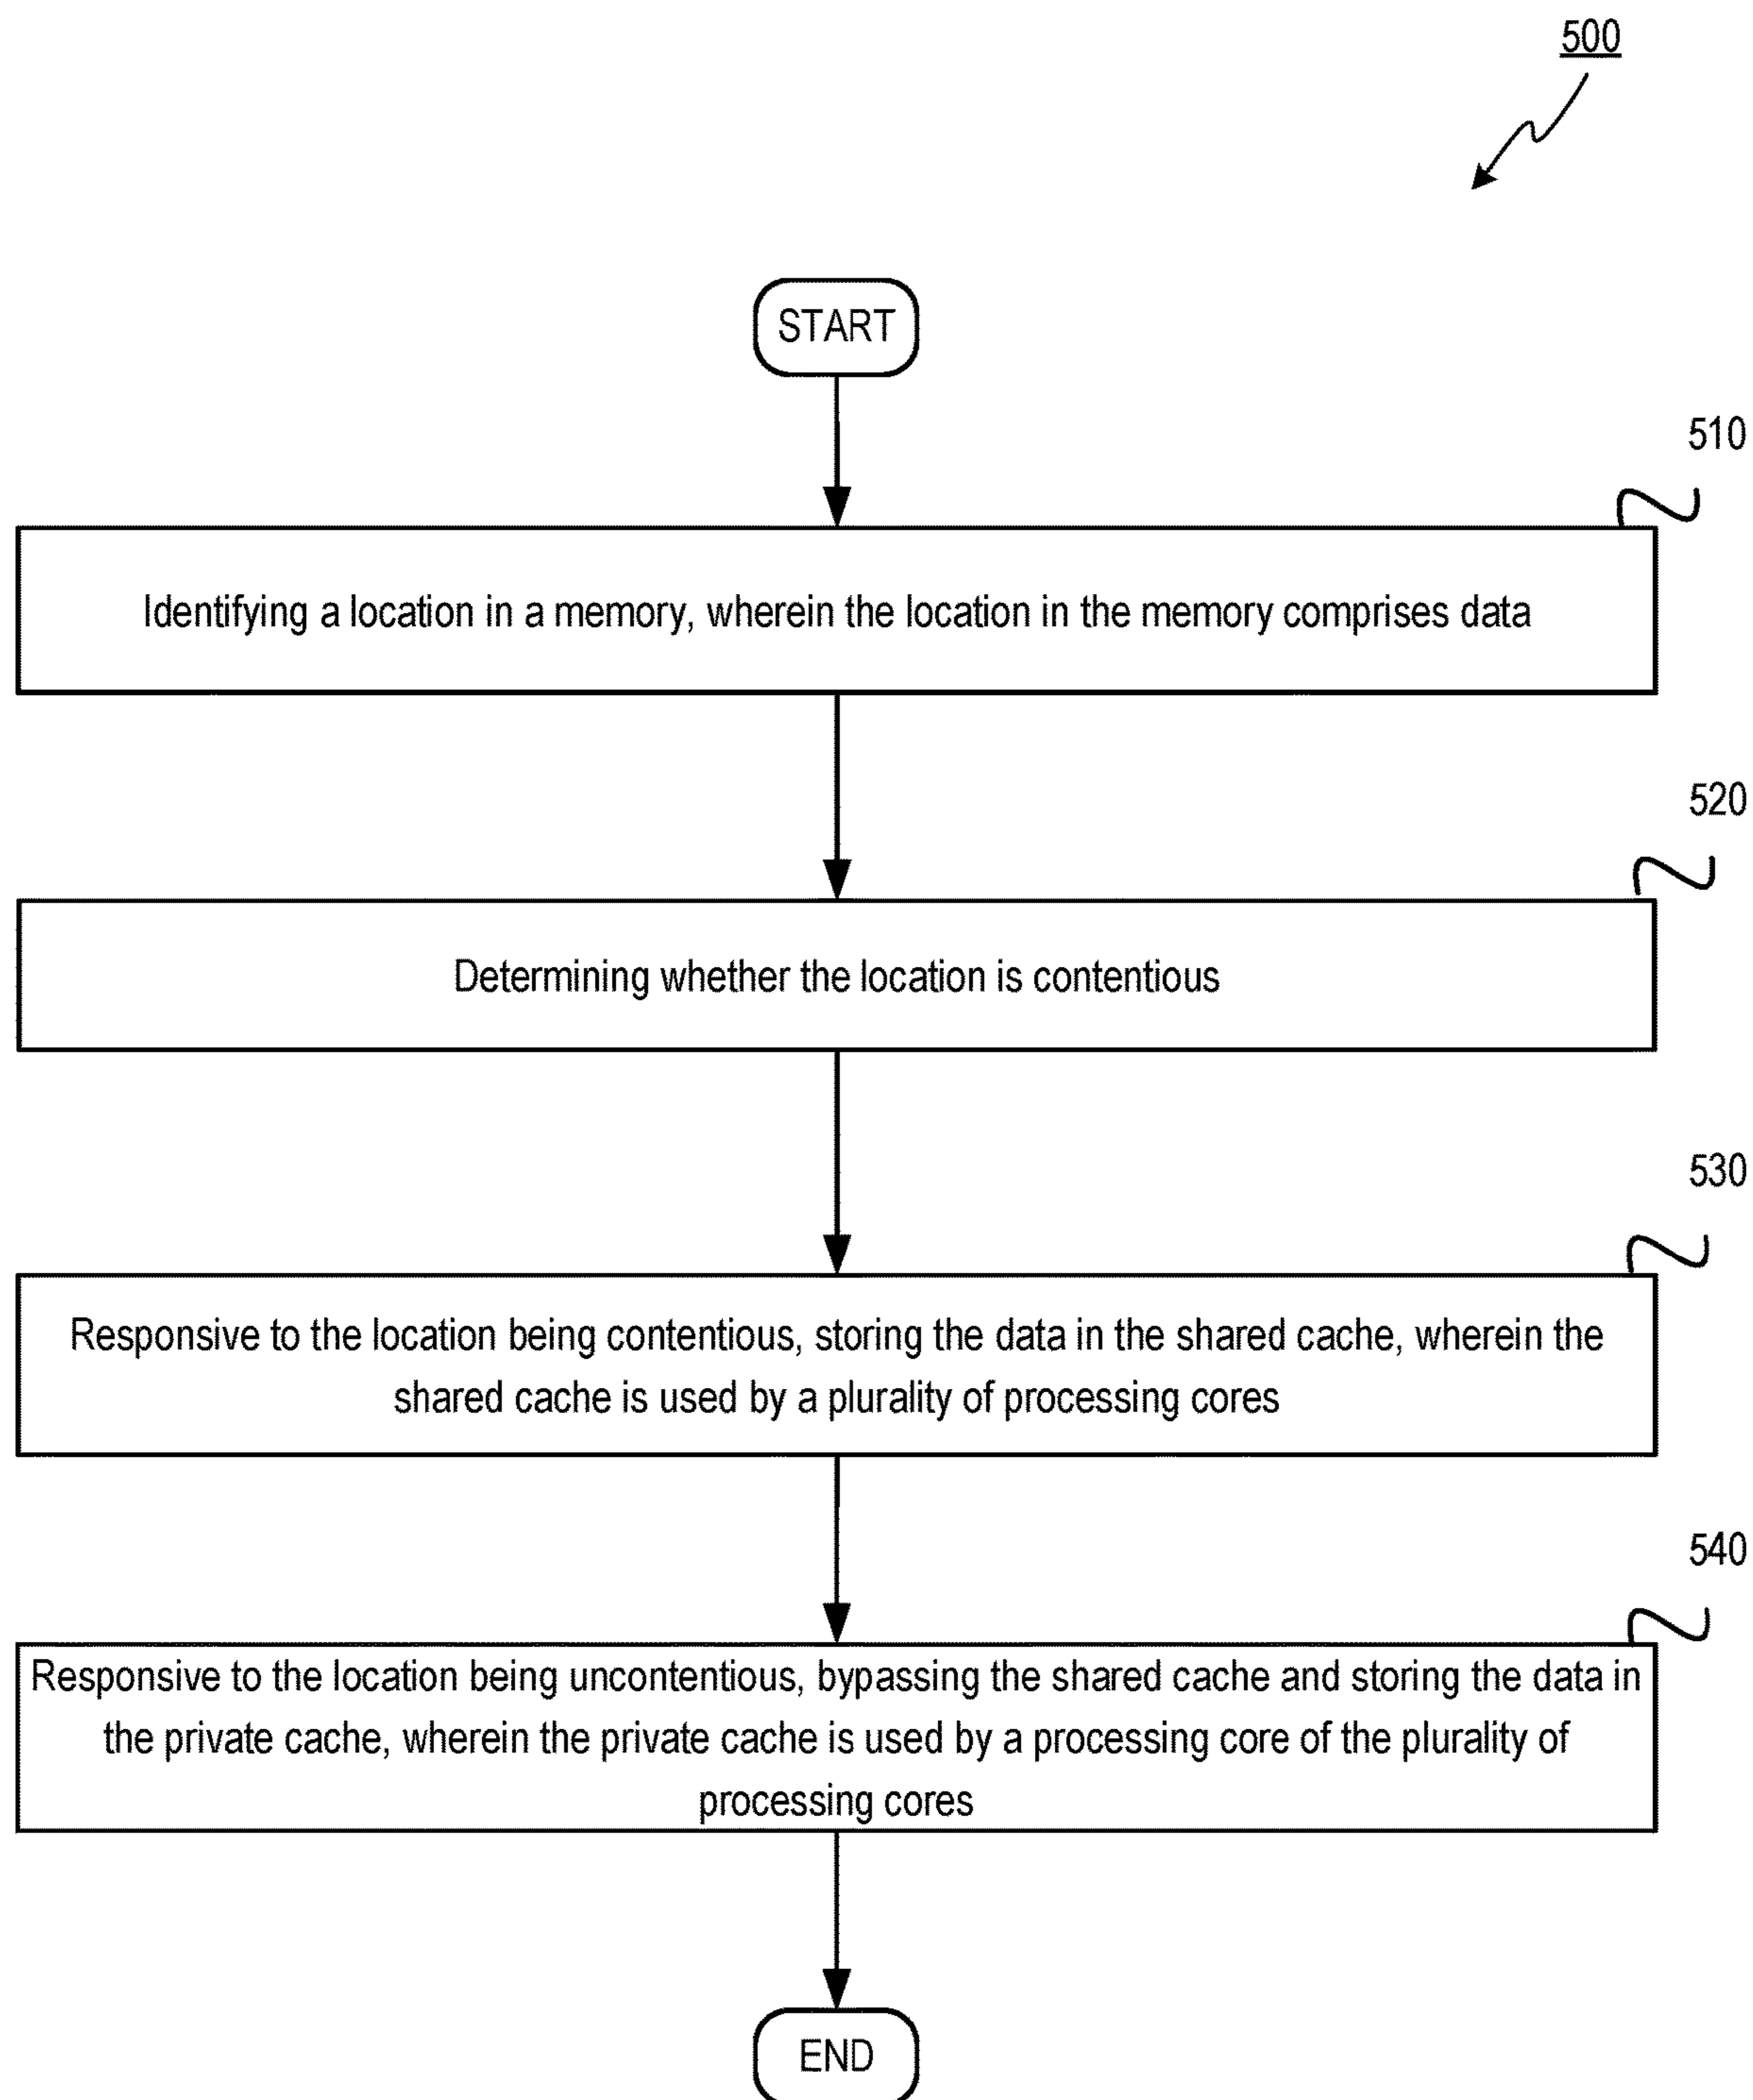 500
START
510
Identifying a location in a memory, wherein the location in the memory comprises data
520
Determining whether the location is contentious
530
Responsive to the location being contentious, storing the data in the shared cache, wherein the
shared cache is used by a plurality of processing cores
540
Responsive to the location being uncontentious, bypassing the shared cache and storing the data in
the private cache, wherein the private cache is used by a processing core of the plurality of
processing cores
END